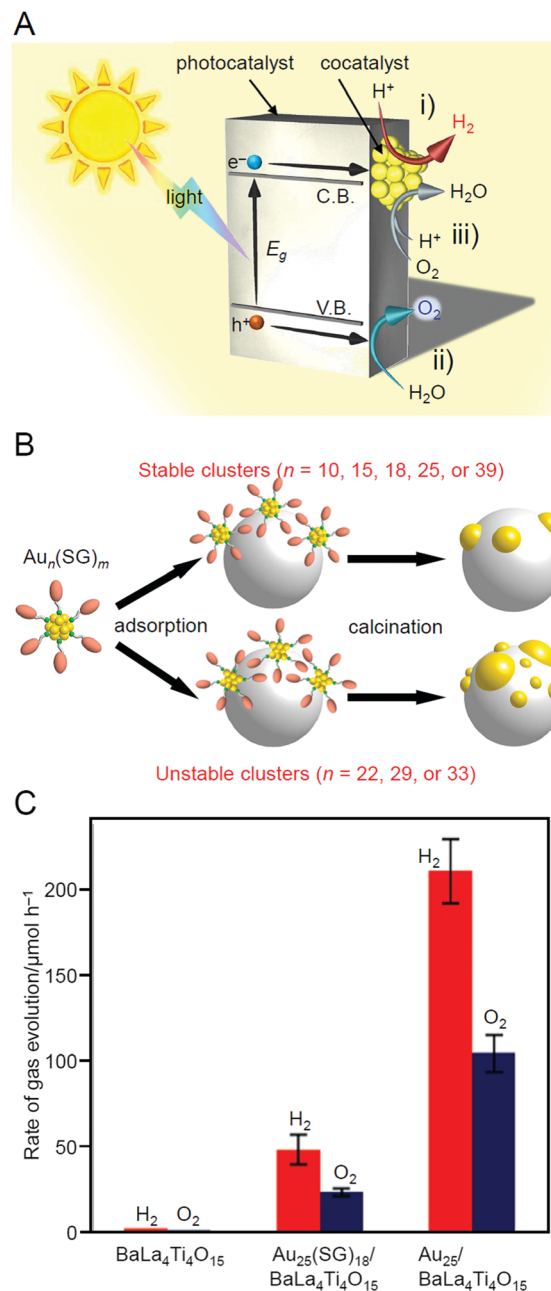 A
photocatalyst
cocatalyst
H⁺
i)
H₂
e⁻
C.B.
H₂O
light
E_g
H⁺
iii)
O₂
V.B.
O₂
h⁺
ii)
H₂O
B
Stable clusters (n = 10, 15, 18, 25, or 39)
Auₙ(SG)ₘ
adsorption
calcination
Unstable clusters (n = 22, 29, or 33)
C
Rate of gas evolution/μmol h⁻¹
200
150
100
50
0
H₂ O₂
H₂
O₂
H₂
O₂
BaLa₄Ti₄O₁₅
Au₂₅(SG)₁₈/
BaLa₄Ti₄O₁₅
Au₂₅/
BaLa₄Ti₄O₁₅